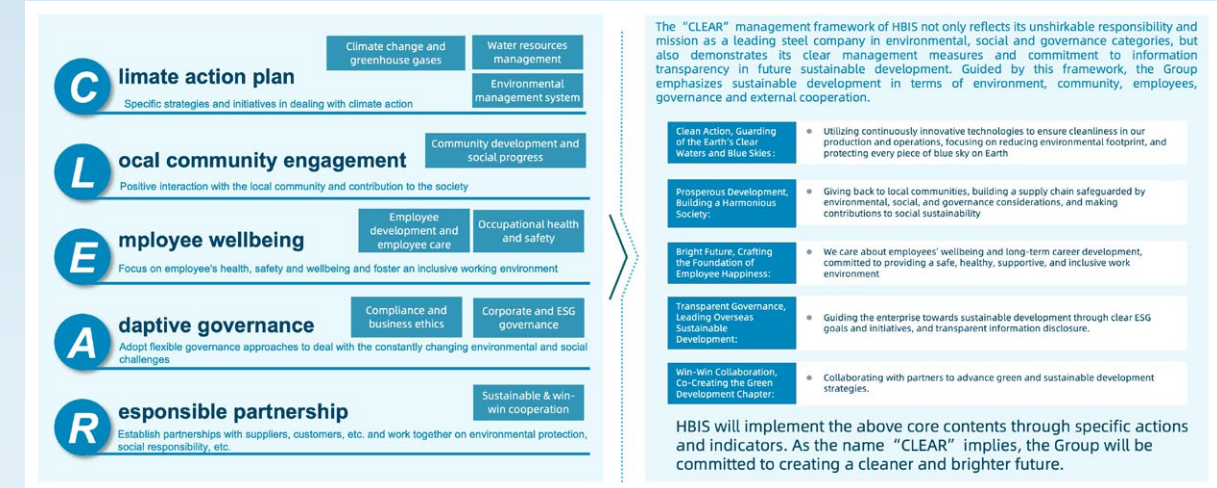 Climate action plan
Climate change and
greenhouse gases
Water resources
management
Environmental
management system
Specific strategies and initiatives in dealing with climate action
Local community engagement
Community development and
social progress
Positive interaction with the local community and contribution to the society
Employee wellbeing
Employee
development and
employee care
Occupational health
and safety
Focus on employee's health, safety and wellbeing and foster an inclusive working environment
Adaptive governance
Compliance and
business ethics
Corporate and ESG
governance
Adopt flexible governance approaches to deal with the constantly changing environmental and social
challenges
Responsible partnership
Sustainable & win-
win cooperation
Establish partnerships with suppliers, customers, etc. and work together on environmental protection,
social responsibility, etc.
The “CLEAR” management framework of HBIS not only reflects its unshirkable responsibility and
mission as a leading steel company in environmental, social and governance categories, but
also demonstrates its clear management measures and commitment to information
transparency in future sustainable development. Guided by this framework, the Group
emphasizes sustainable development in terms of environment, community, employees,
governance and external cooperation.
Clean Action, Guarding
of the Earth's Clear
Waters and Blue Skies:
• Utilizing continuously innovative technologies to ensure cleanliness in our
production and operations, focusing on reducing environmental footprint, and
protecting every piece of blue sky on Earth
Prosperous Development,
Building a Harmonious
Society:
• Giving back to local communities, building a supply chain safeguarded by
environmental, social, and governance considerations, and making
contributions to social sustainability
Bright Future, Crafting
the Foundation of
Employee Happiness:
• We care about employees' wellbeing and long-term career development,
committed to providing a safe, healthy, supportive, and inclusive work
environment
Transparent Governance,
Leading Overseas
Sustainable
Development:
• Guiding the enterprise towards sustainable development through clear ESG
goals and initiatives, and transparent information disclosure.
Win-Win Collaboration,
Co-Creating the Green
Development Chapter:
• Collaborating with partners to advance green and sustainable development
strategies.
HBIS will implement the above core contents through specific actions
and indicators. As the name “CLEAR” implies, the Group will be
committed to creating a cleaner and brighter future.